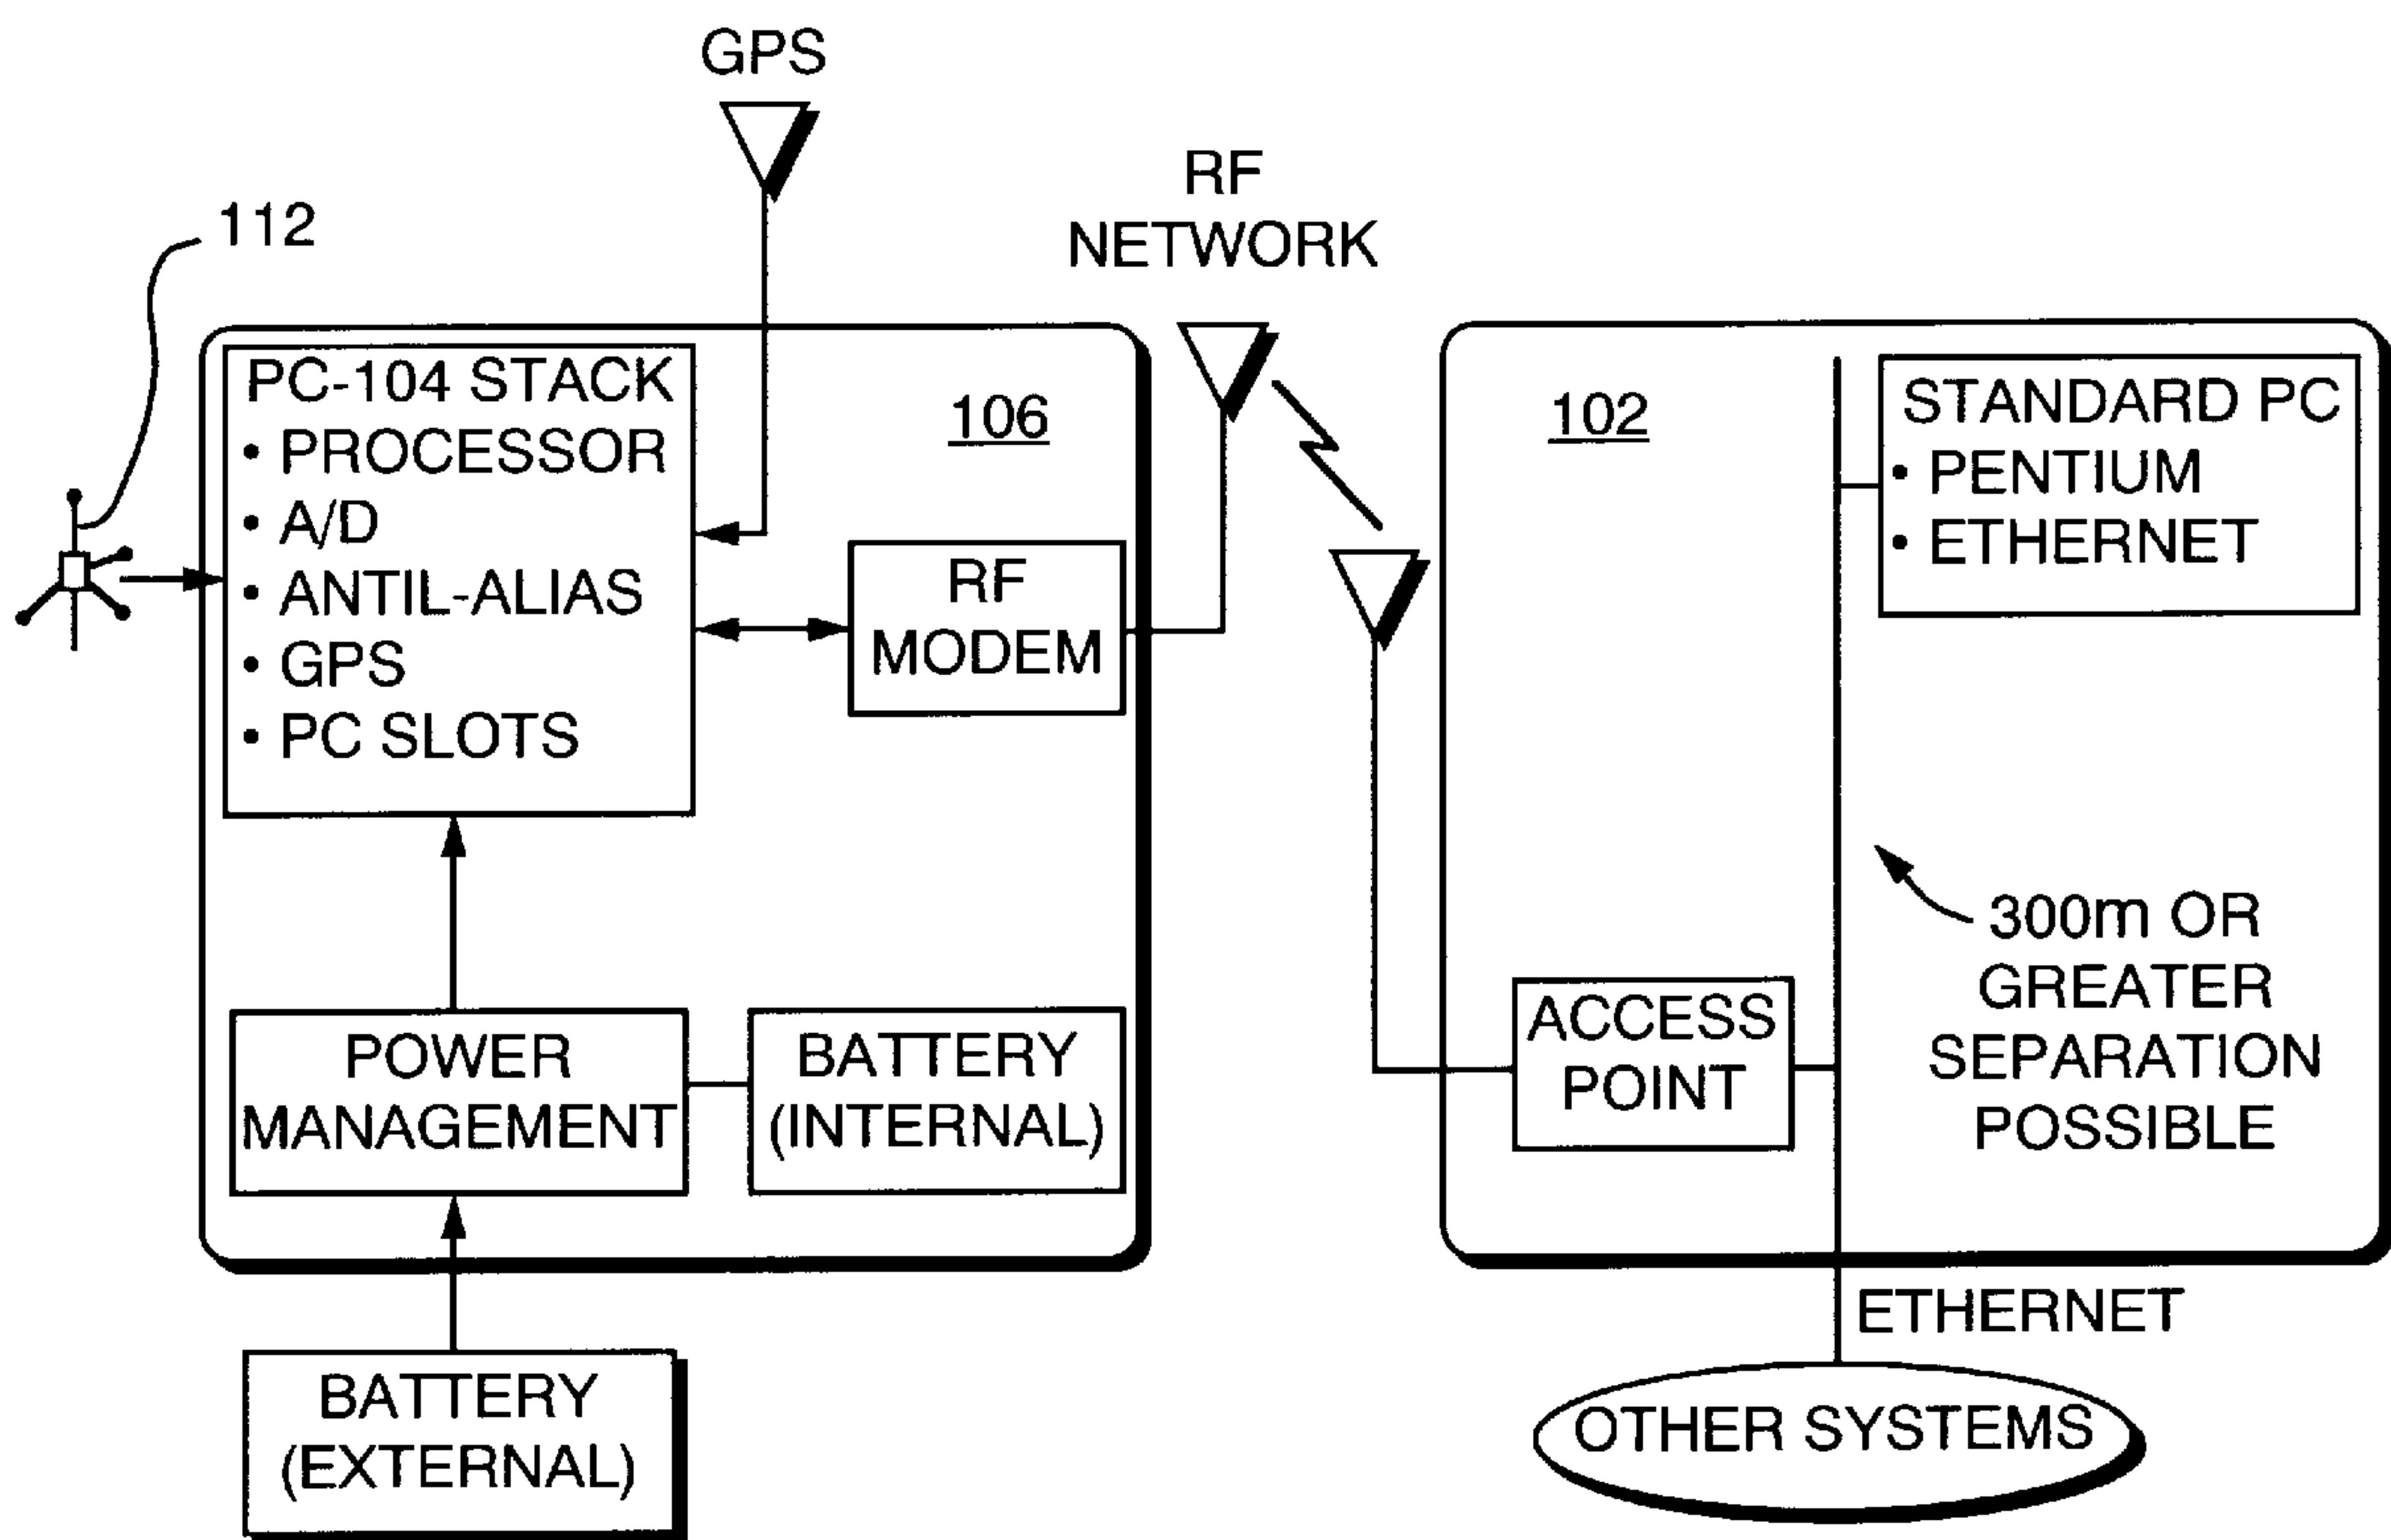 GPS
RF
NETWORK
112
PC-104 STACK
• PROCESSOR
• A/D
• ANTIL-ALIAS
• GPS
• PC SLOTS
106
RF
MODEM
POWER
MANAGEMENT
BATTERY
(INTERNAL)
BATTERY
(EXTERNAL)
102
STANDARD PC
• PENTIUM
• ETHERNET
300m OR
GREATER
SEPARATION
POSSIBLE
ACCESS
POINT
ETHERNET
OTHER SYSTEMS